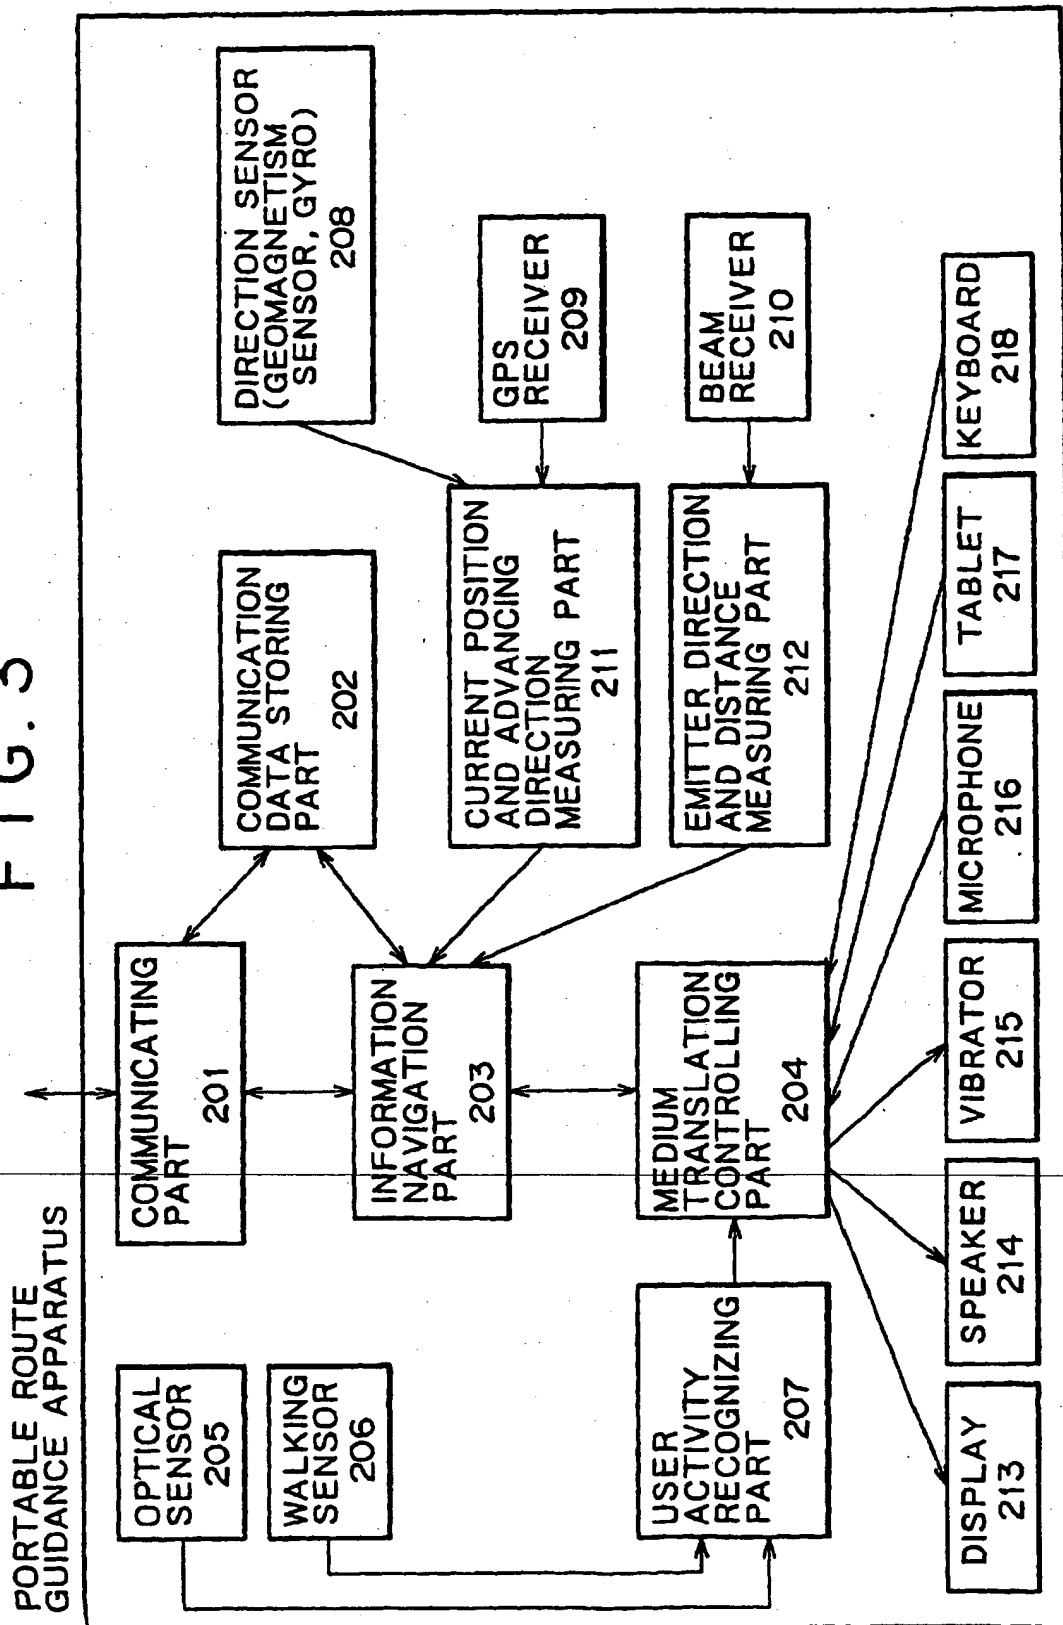 FIG. 3
PORTABLE ROUTE
GUIDANCE APPARATUS
OPTICAL
SENSOR
205
WALKING
SENSOR
206
USER
ACTIVITY
RECOGNIZING
PART
207
COMMUNICATING
PART
201
INFORMATION
NAVIGATION
PART
203
MEDIUM
TRANSLATION
CONTROLLING
PART
204
COMMUNICATION
DATA STORING
PART
202
CURRENT POSITION
AND ADVANCING
DIRECTION
MEASURING PART
211
EMITTER DIRECTION
AND DISTANCE
MEASURING PART
212
DIRECTION SENSOR
(GEOMAGNETISM
SENSOR, GYRO)
208
GPS
RECEIVER
209
BEAM
RECEIVER
210
DISPLAY
213
SPEAKER
214
VIBRATOR
215
MICROPHONE
216
TABLET
217
KEYBOARD
218